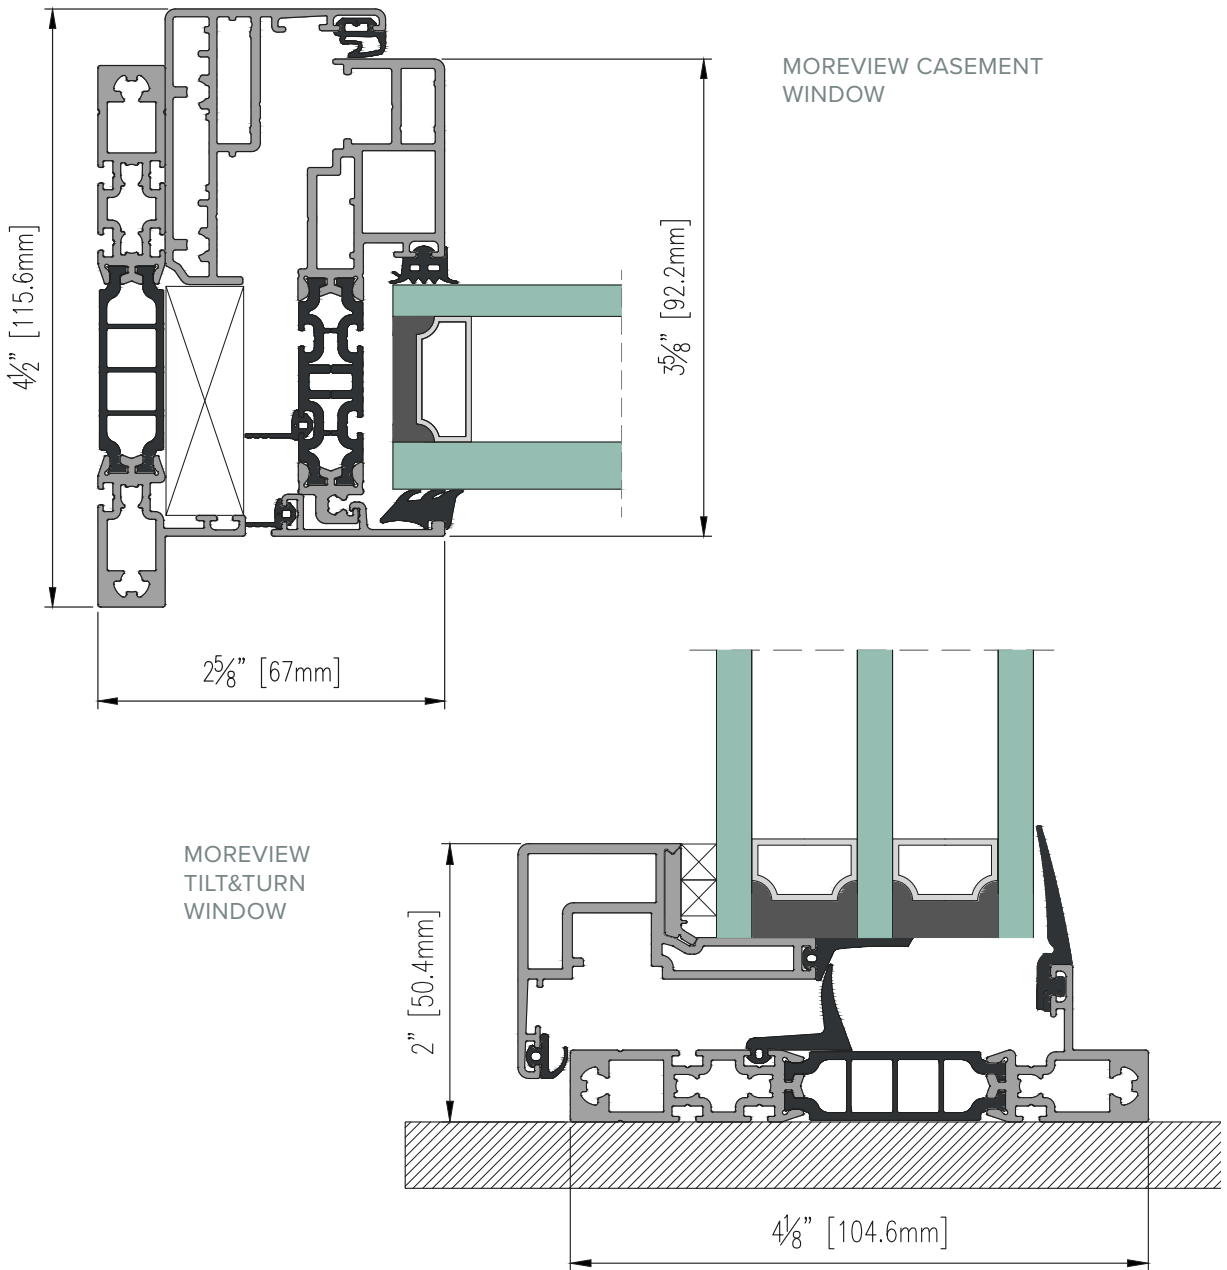 MOREVIEW CASEMENT
WINDOW
4½” [115.6mm]
3⅝” [92.2mm]
2⅝” [67mm]
MOREVIEW
TILT&TURN
WINDOW
2” [50.4mm]
4⅛” [104.6mm]